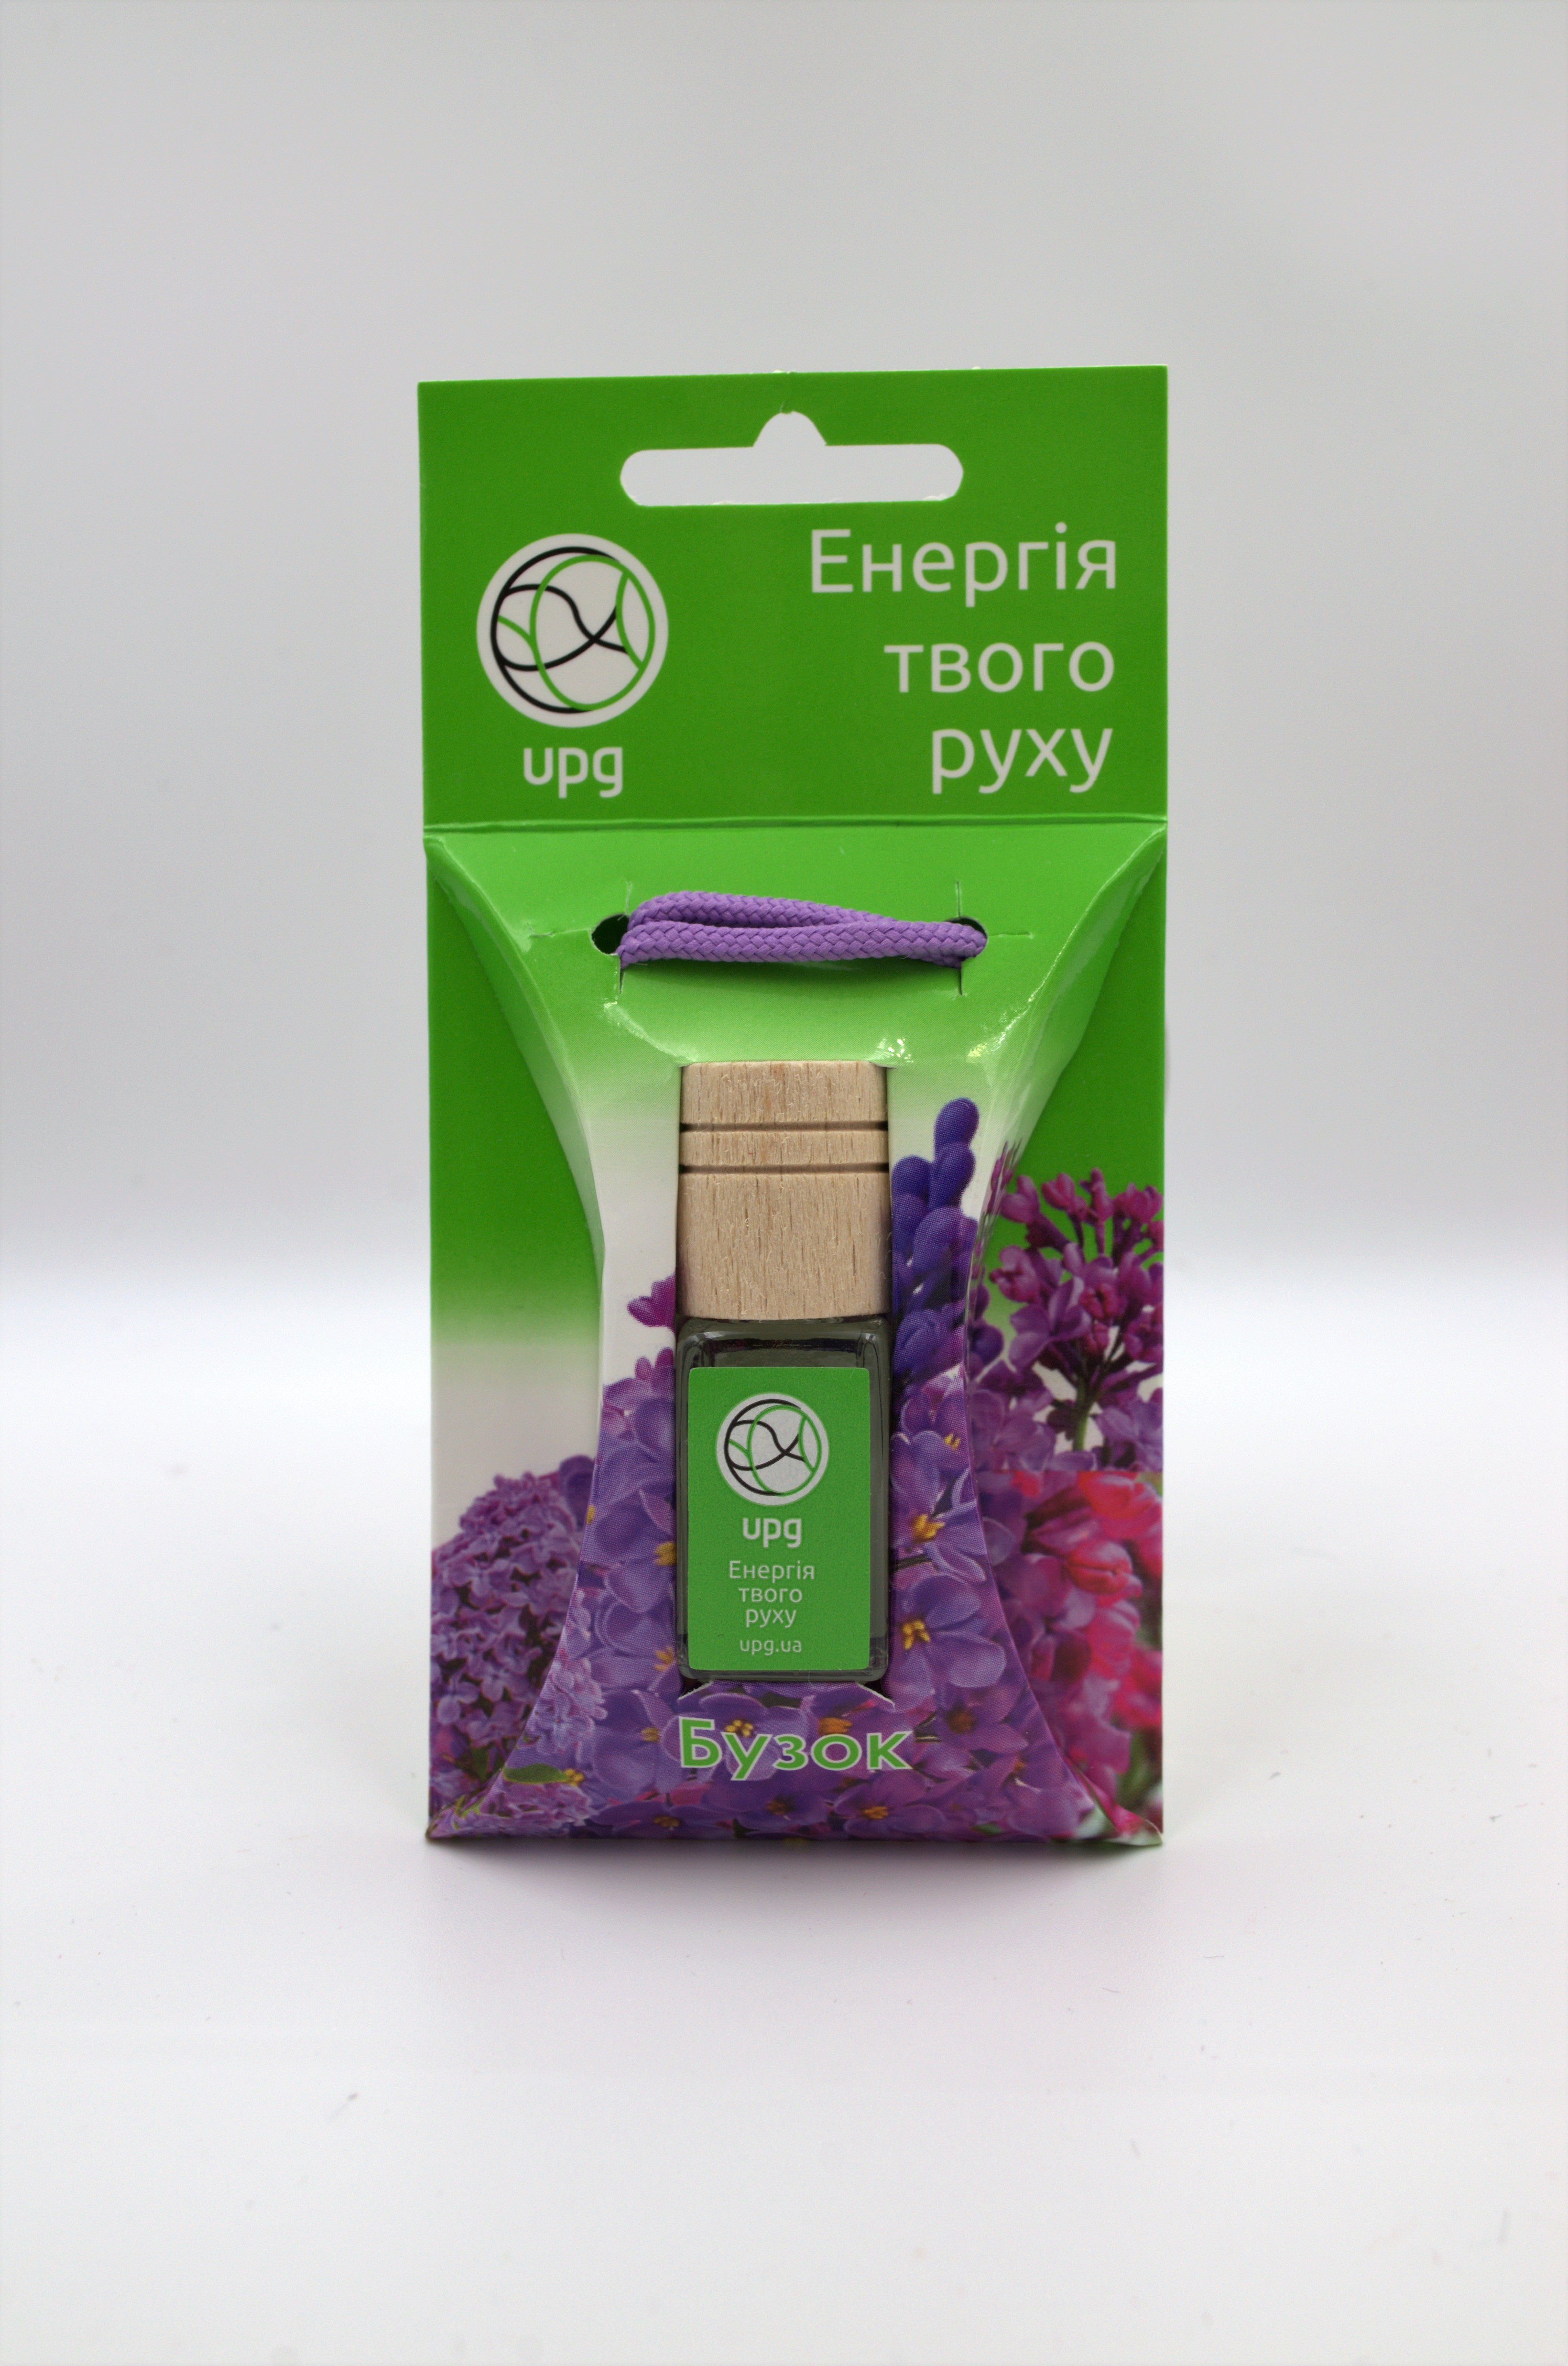 Енергія
твого
руху
upg
upg
Енергія
твого
руху
upg.ua
Бузок